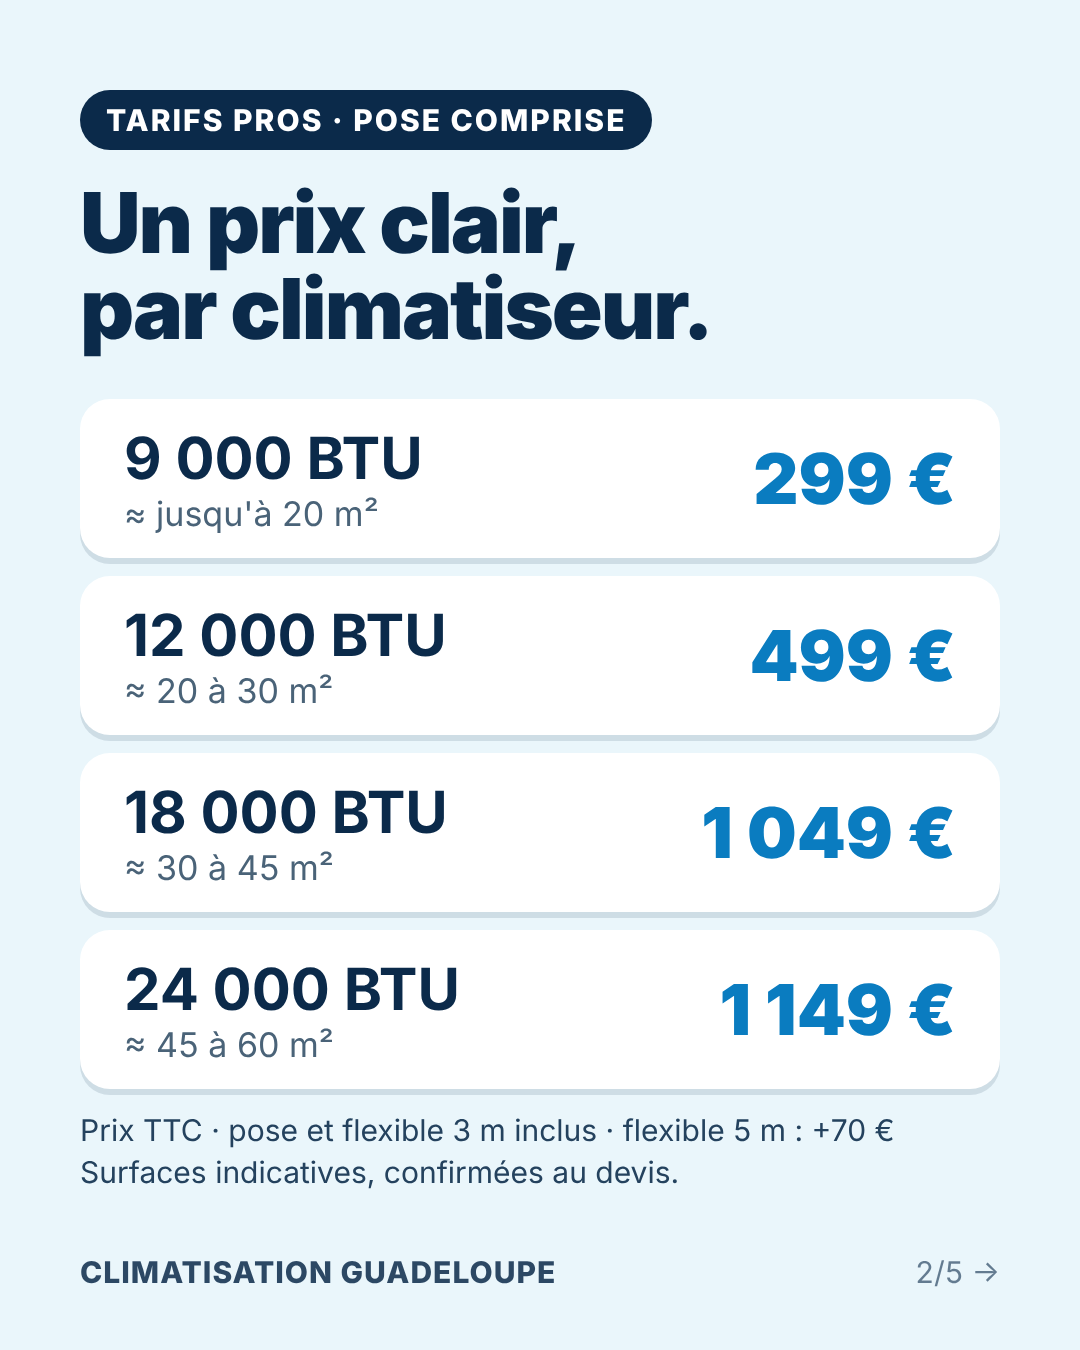 TARIFS PROS · POSE COMPRISE
Un prix clair,
par climatiseur.
9 000 BTU
≈ jusqu'à 20 m²
299 €
12 000 BTU
≈ 20 à 30 m²
499 €
18 000 BTU
≈ 30 à 45 m²
1 049 €
24 000 BTU
≈ 45 à 60 m²
1 149 €
Prix TTC · pose et flexible 3 m inclus · flexible 5 m : +70 €
Surfaces indicatives, confirmées au devis.
CLIMATISATION GUADELOUPE
2/5 →